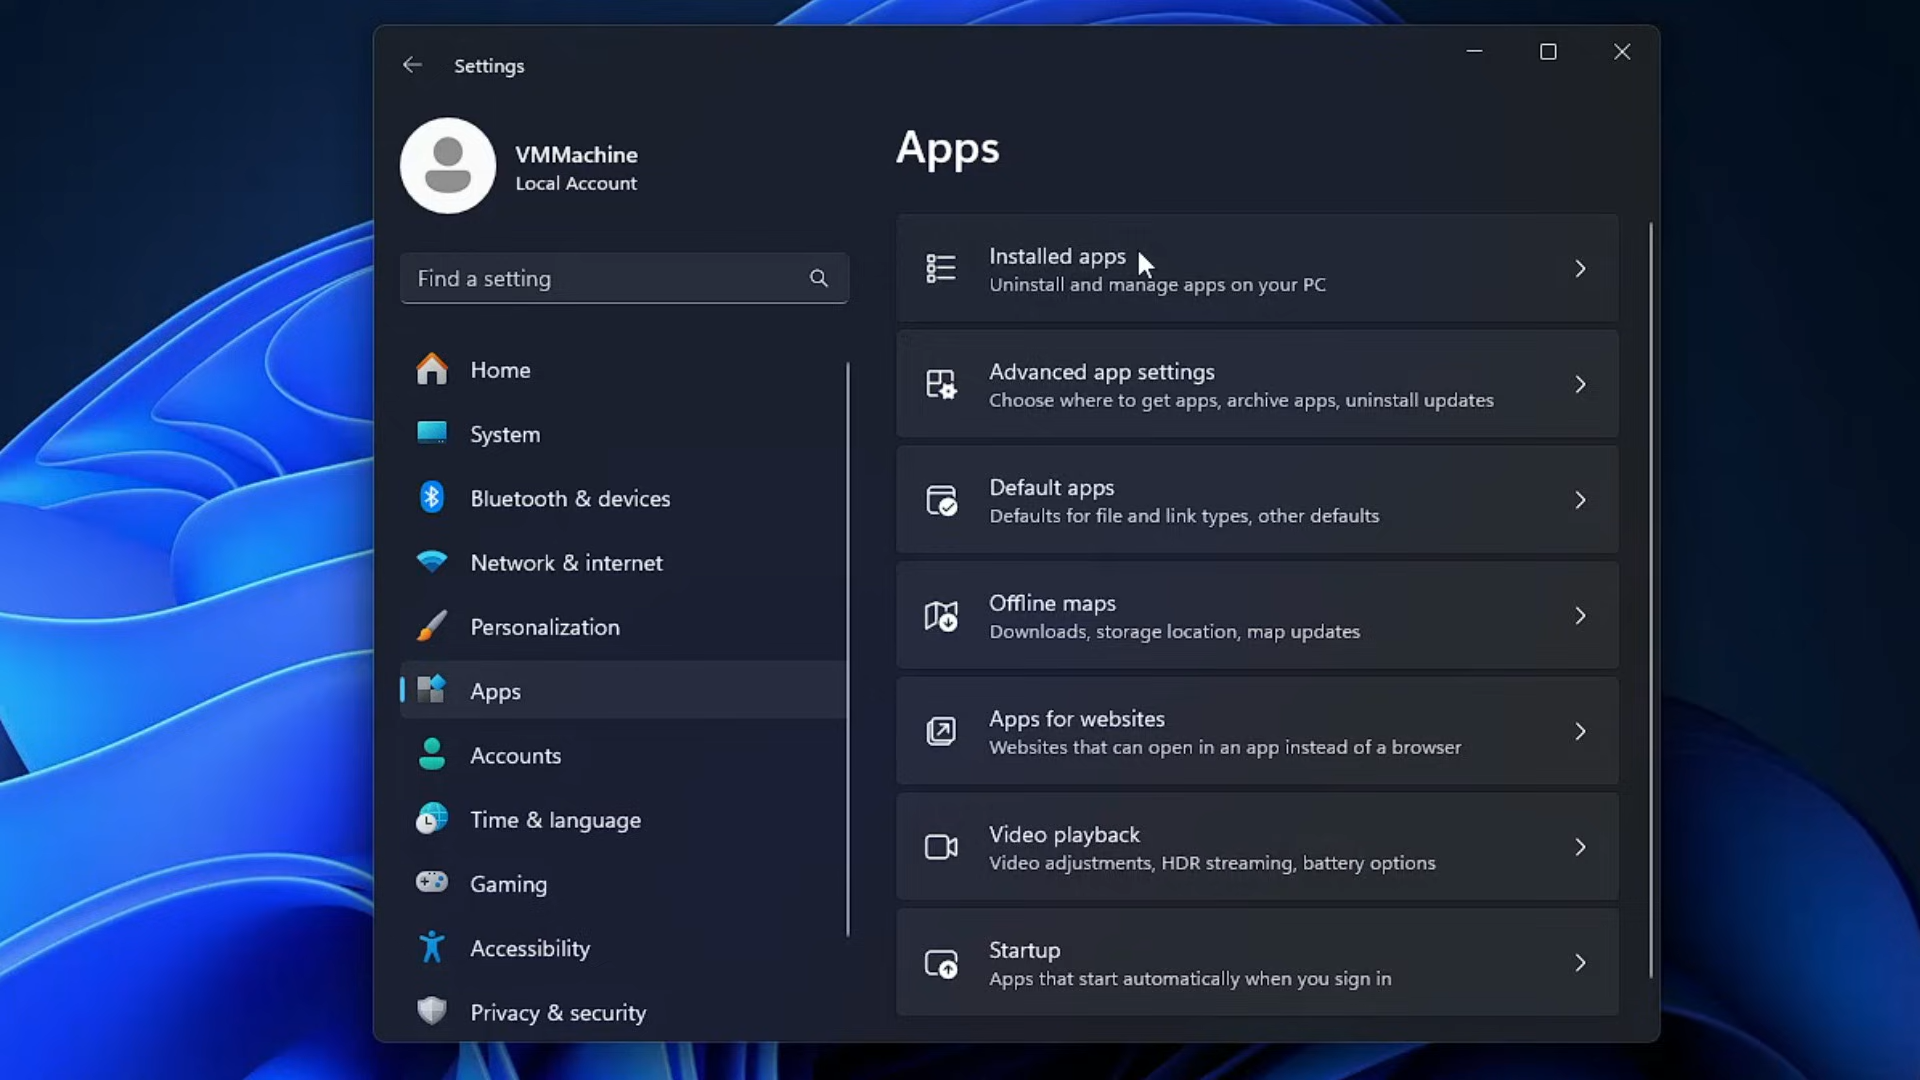 Settings
VMMachine
Local Account
Find a setting
Home
System
Bluetooth & devices
Network & internet
Personalization
Apps
Accounts
Time & language
Gaming
Accessibility
Privacy & security
Apps
Installed apps
Uninstall and manage apps on your PC
Advanced app settings
Choose where to get apps, archive apps, uninstall updates
Default apps
Defaults for file and link types, other defaults
Offline maps
Downloads, storage location, map updates
Apps for websites
Websites that can open in an app instead of a browser
Video playback
Video adjustments, HDR streaming, battery options
Startup
Apps that start automatically when you sign in